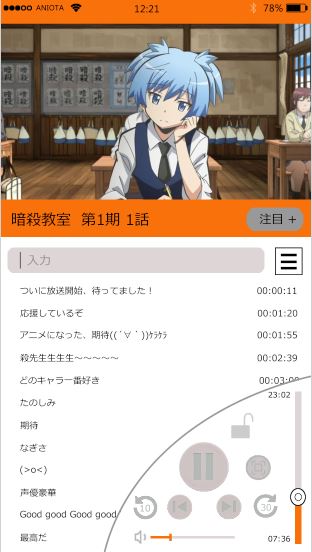 ANIOTA 12:21 78%
暗殺教室 第1期 1話 注目 +
入力
ついに放送開始、待ってました! 00:00:11
応援しているぞ 00:01:20
アニメになった、期待((´∀｀))ｹﾗｹﾗ 00:01:55
殺先生生生生～～～～～ 00:02:39
どのキャラ一番好き 00:03:09
たのしみ 23:02
期待
なぎさ
(>o<)
声優豪華
10 30
Good good Good good
最高だ 07:36